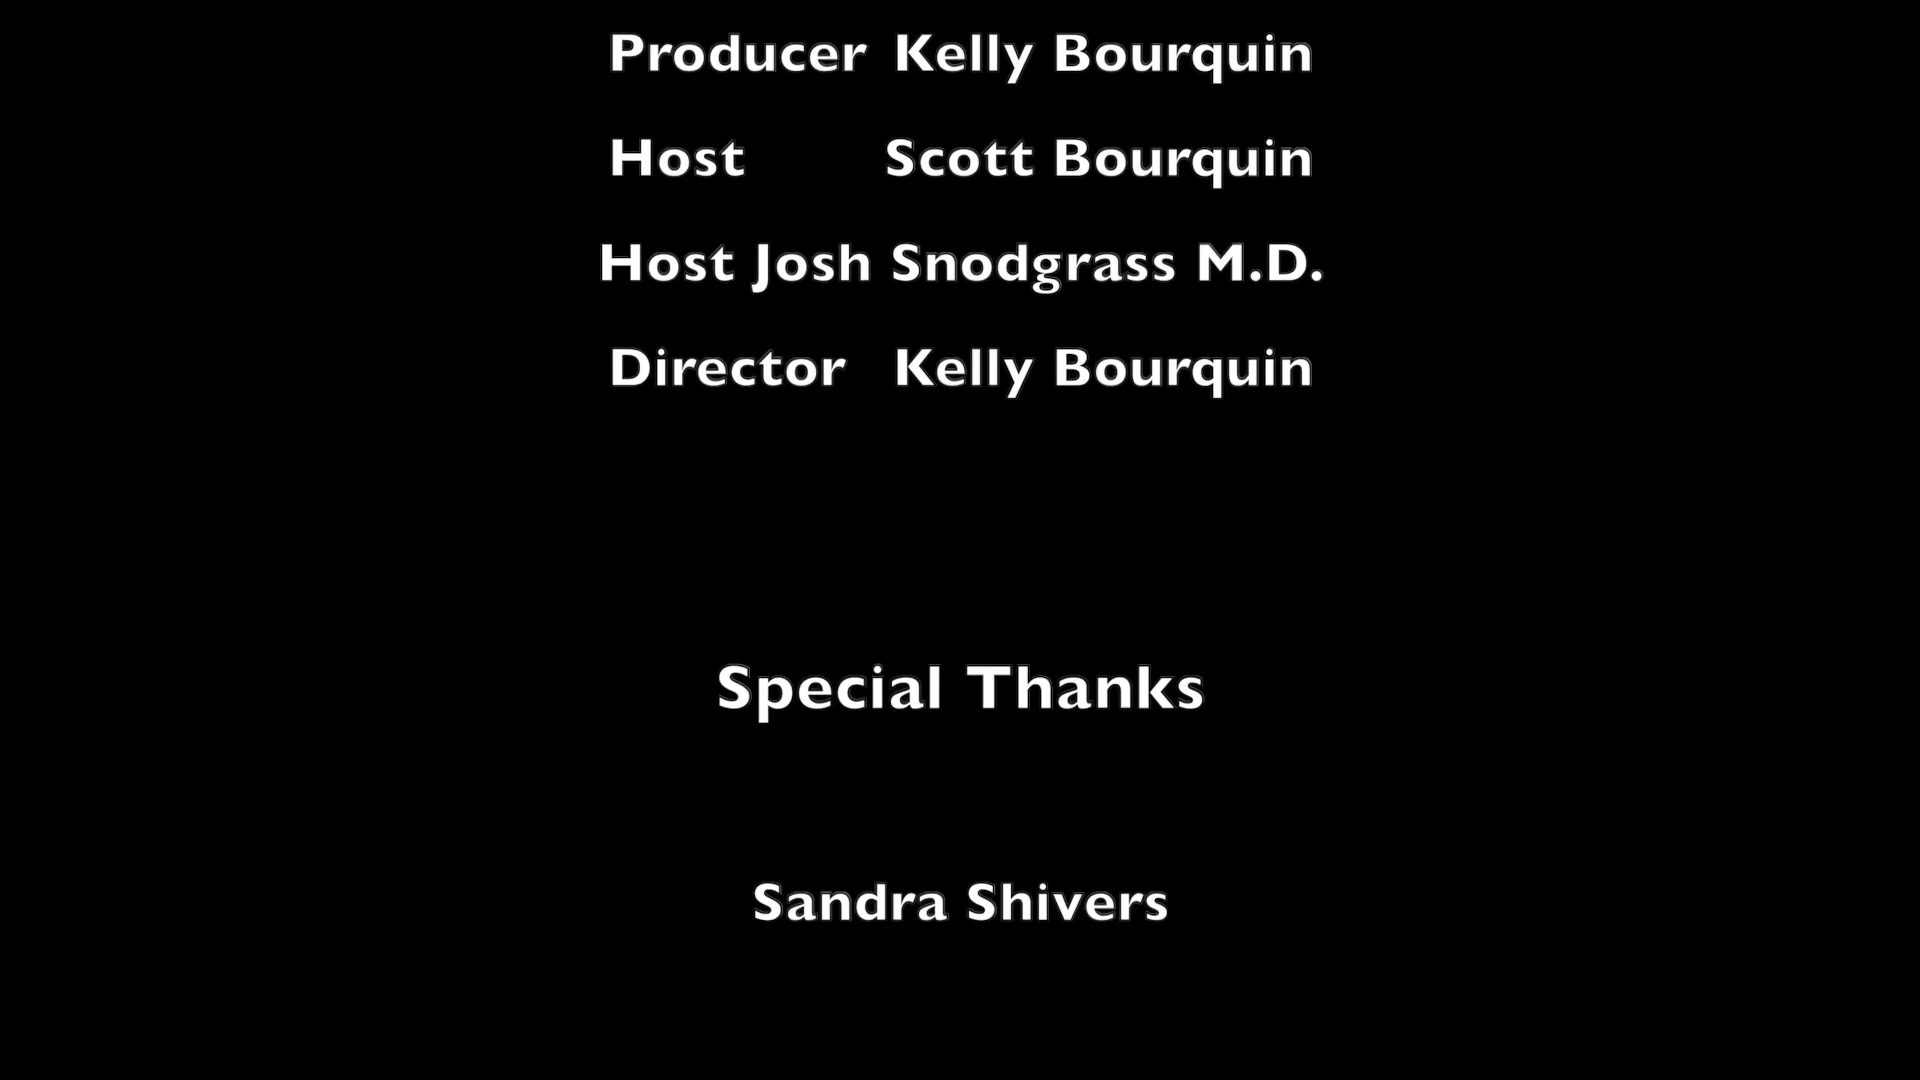 Producer Kelly Bourquin
Host Scott Bourquin
Host Josh Snodgrass M.D.
Director Kelly Bourquin
Special Thanks
Sandra Shivers